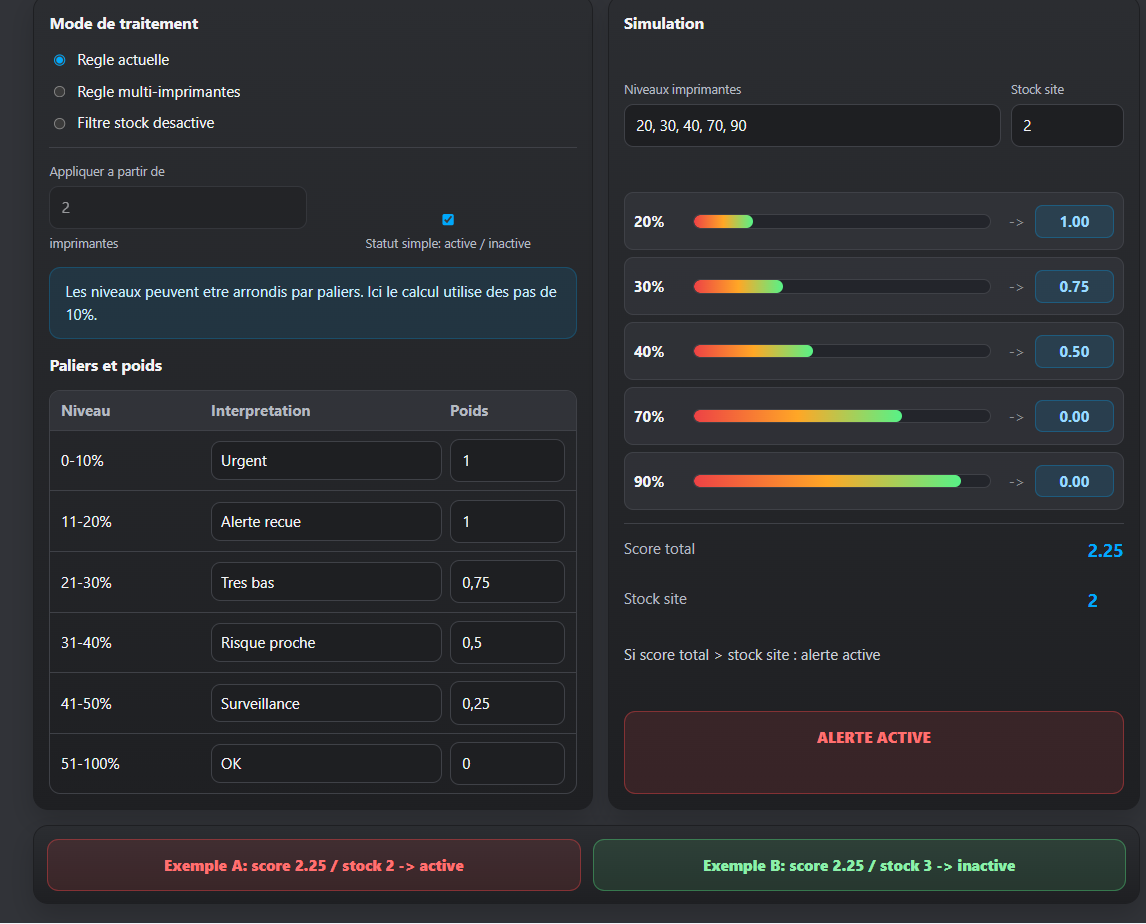 Mode de traitement
Regle actuelle
Regle multi-imprimantes
Filtre stock desactive
Appliquer a partir de
2
imprimantes
Statut simple: active / inactive
Les niveaux peuvent etre arrondis par paliers. Ici le calcul utilise des pas de
10%.
Paliers et poids
Niveau Interpretation Poids
0-10% Urgent 1
11-20% Alerte recue 1
21-30% Tres bas 0,75
31-40% Risque proche 0,5
41-50% Surveillance 0,25
51-100% OK 0
Simulation
Niveaux imprimantes Stock site
20, 30, 40, 70, 90 2
20% -> 1.00
30% -> 0.75
40% -> 0.50
70% -> 0.00
90% -> 0.00
Score total 2.25
Stock site 2
Si score total > stock site : alerte active
ALERTE ACTIVE
Exemple A: score 2.25 / stock 2 -> active
Exemple B: score 2.25 / stock 3 -> inactive